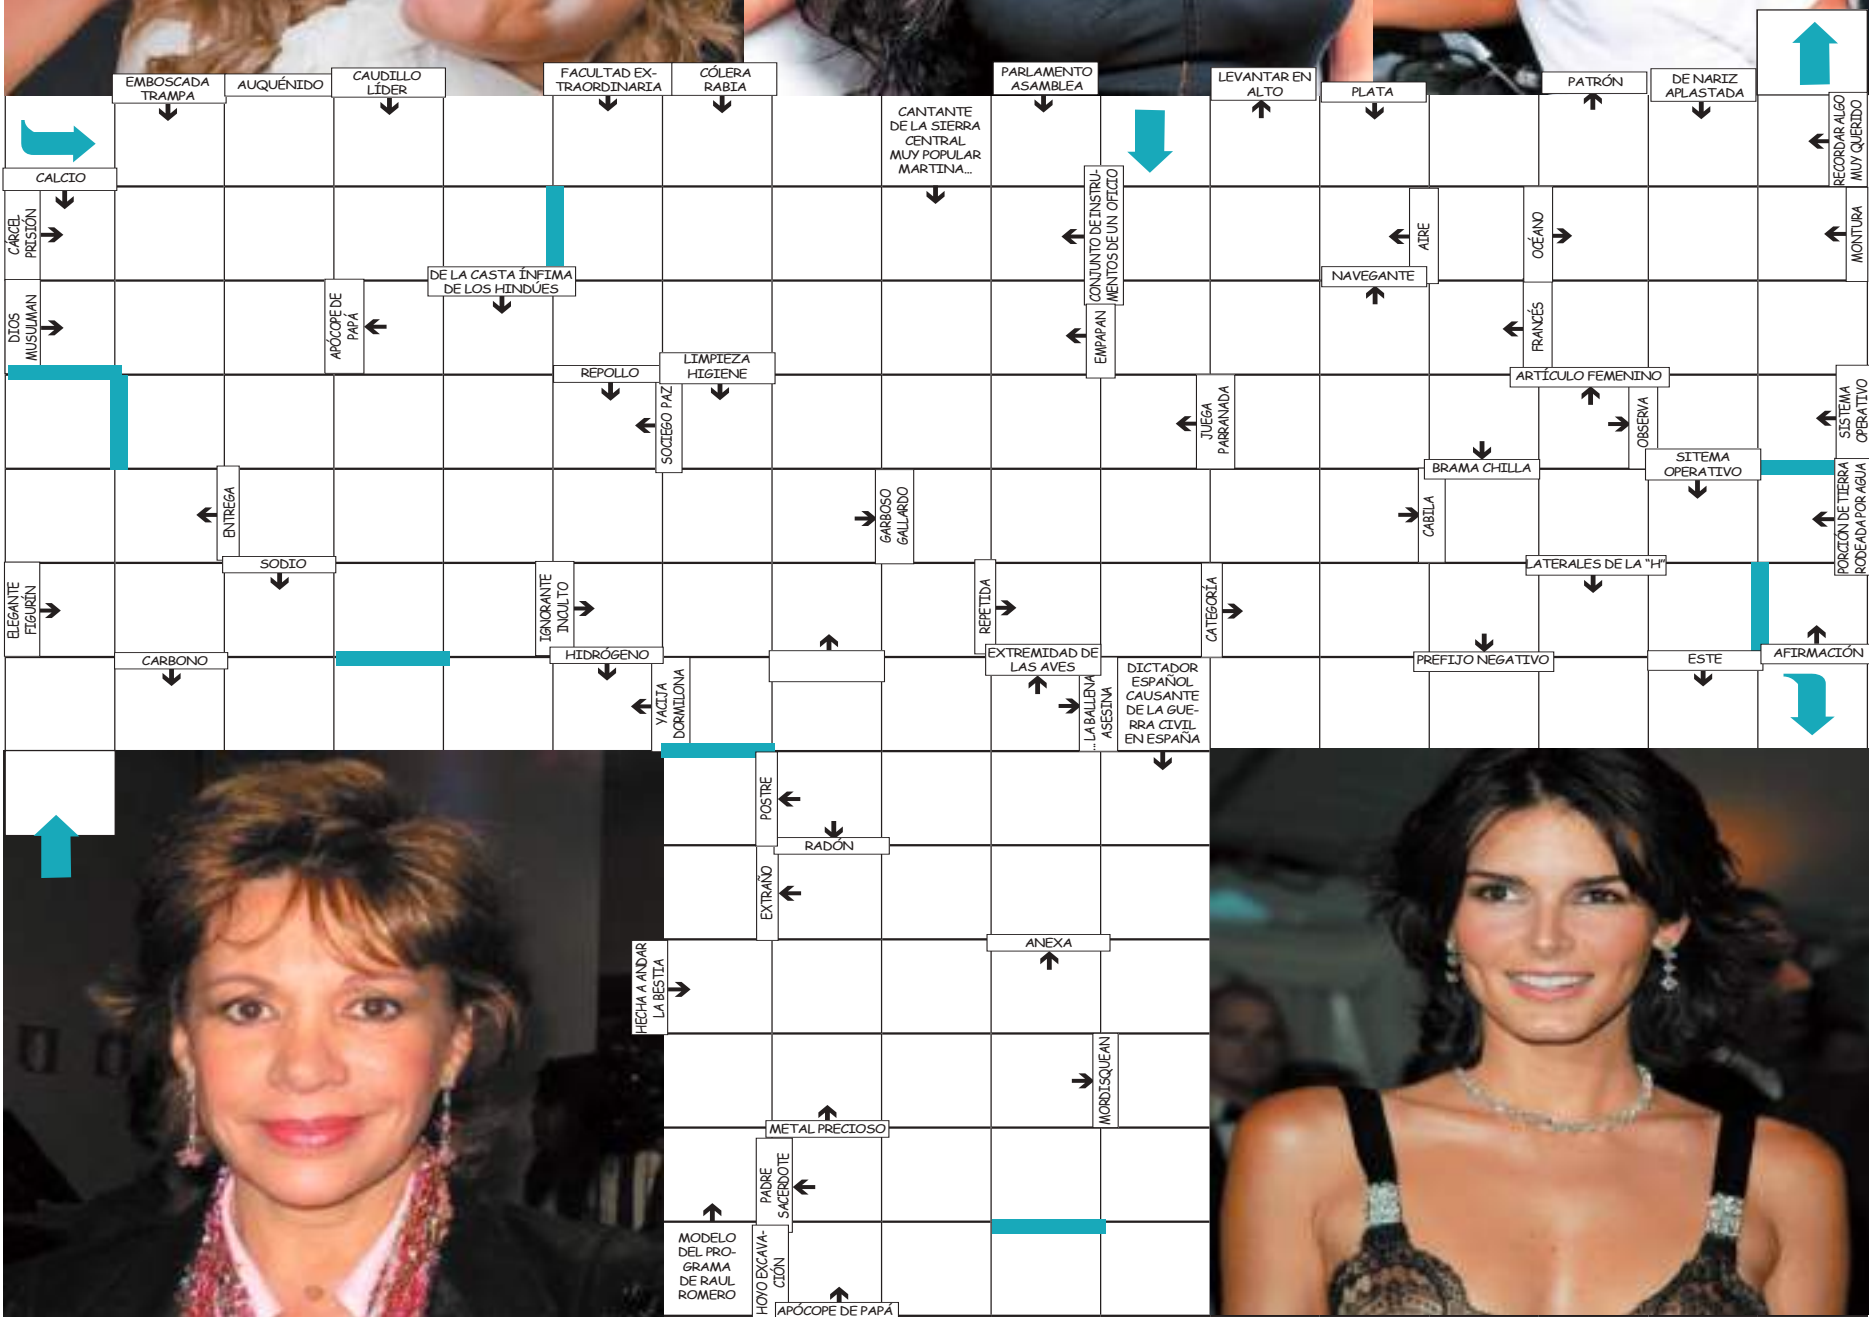 EMBOSCADA
TRAMPA
AUQUÉNIDO
CAUDILLO
LÍDER
FACULTAD EX-
TRAORDINARIA
CÓLERA
RABIA
PARLAMENTO
ASAMBLEA
LEVANTAR EN
ALTO
PLATA
PATRÓN
DE NARIZ
APLASTADA
CANTANTE
DE LA SIERRA
CENTRAL
MUY POPULAR
MARTINA...
RECORDAR ALGO
MUY QUERIDO
CALCIO
CÁRCEL
PRISIÓN
CONJUNTO DE INSTRU-
MENTOS DE UN OFICIO
AIRE
OCÉANO
MONTURA
DE LA CASTA ÍNFIMA
DE LOS HINDÚES
NAVEGANTE
DIOS
MUSULMAN
APÓCOPE DE
PAPÁ
EMPAPAN
FRANCÉS
REPOLLO
LIMPIEZA
HIGIENE
ARTÍCULO FEMENINO
SOCIEGO PAZ
JUEGA
PARRANADA
OBSERVA
SISTEMA
OPERATIVO
BRAMA CHILLA
SITEMA
OPERATIVO
ENTREGA
GARBOSO
GALLARDO
CABILA
PORCIÓN DE TIERRA
RODEADA POR AGUA
SODIO
LATERALES DE LA "H"
ELEGANTE
FIGURÍN
IGNORANTE
INCULTO
REPETIDA
CATEGORÍA
CARBONO
HIDRÓGENO
EXTREMIDAD DE
LAS AVES
PREFIJO NEGATIVO
ESTE
AFIRMACIÓN
YACIJA
DORMILONA
... LA BALLENA
ASESINA
DICTADOR
ESPAÑOL
CAUSANTE
DE LA GUE-
RRA CIVIL
EN ESPAÑA
POSTRE
RADÓN
EXTRAÑO
HECHA A ANDAR
LA BESTIA
ANEXA
MORDISQUEAN
METAL PRECIOSO
PADRE
SACERDOTE
MODELO
DEL PRO-
GRAMA
DE RAUL
ROMERO
HOYO EXCAVA-
CIÓN
APÓCOPE DE PAPÁ